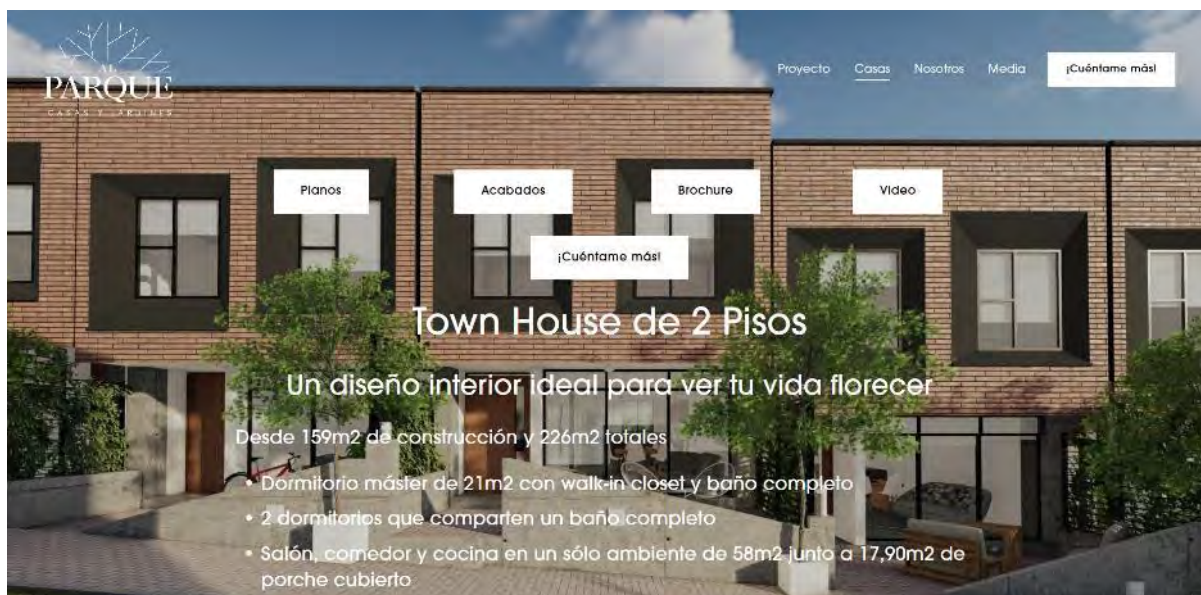 AL
PARQUE
CASAS Y JARDINES
Proyecto Casas Nosotros Media ¡Cuéntame más!
Planos Acabados Brochure Video
¡Cuéntame más!
Town House de 2 Pisos
Un diseño interior ideal para ver tu vida florecer
Desde 159m2 de construcción y 226m2 totales
• Dormitorio máster de 21m2 con walk-in closet y baño completo
• 2 dormitorios que comparten un baño completo
• Salón, comedor y cocina en un sólo ambiente de 58m2 junto a 17,90m2 de
porche cubierto